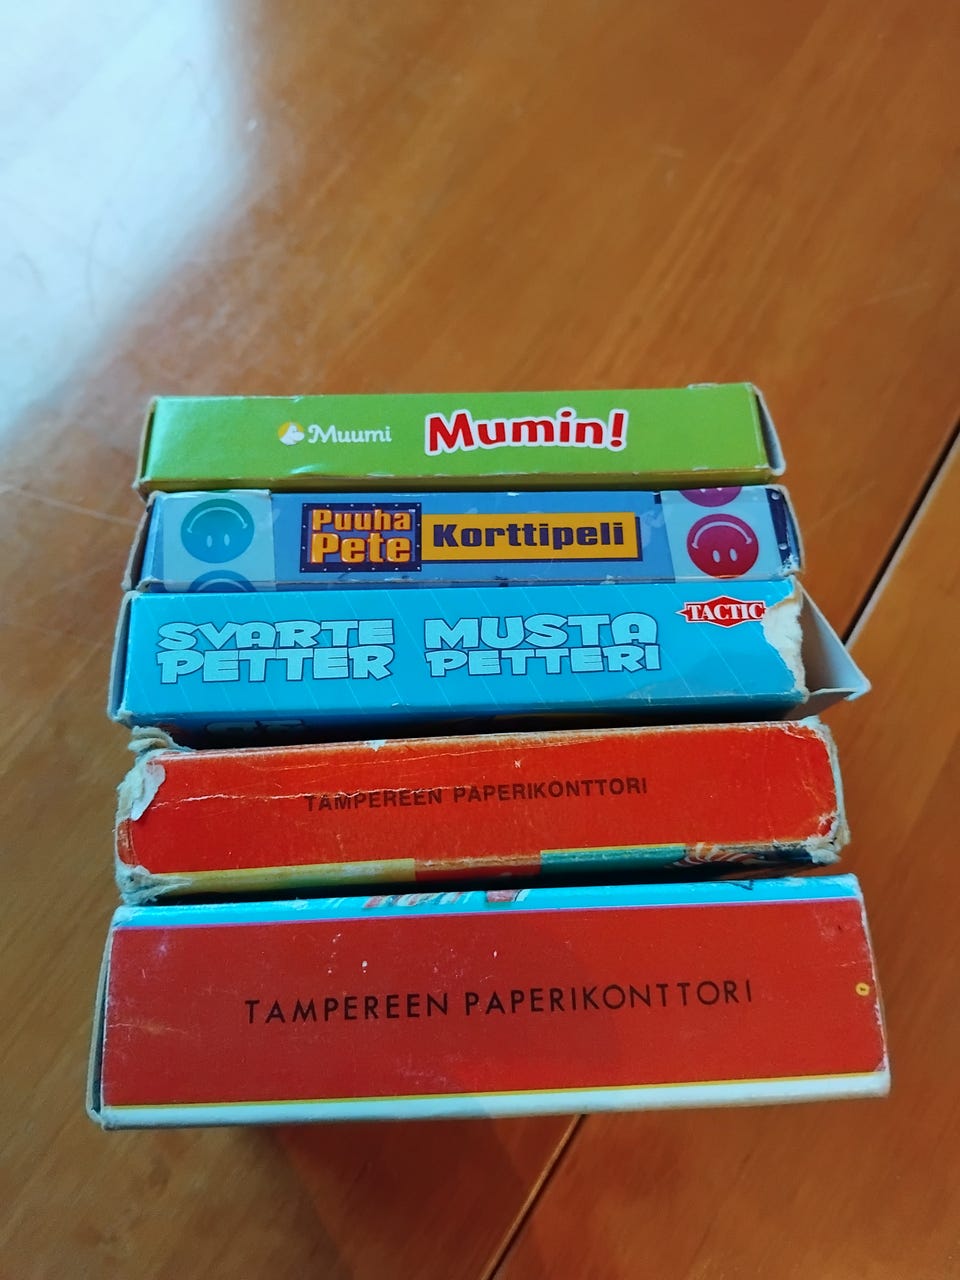 Muumi Mumin!
Puuha
Pete
Korttipeli
SVARTE
PETTER
MUSTA
PETTERI
TACTIC
TAMPEREEN PAPERIKONTTORI
TAMPEREEN PAPERIKONTTORI